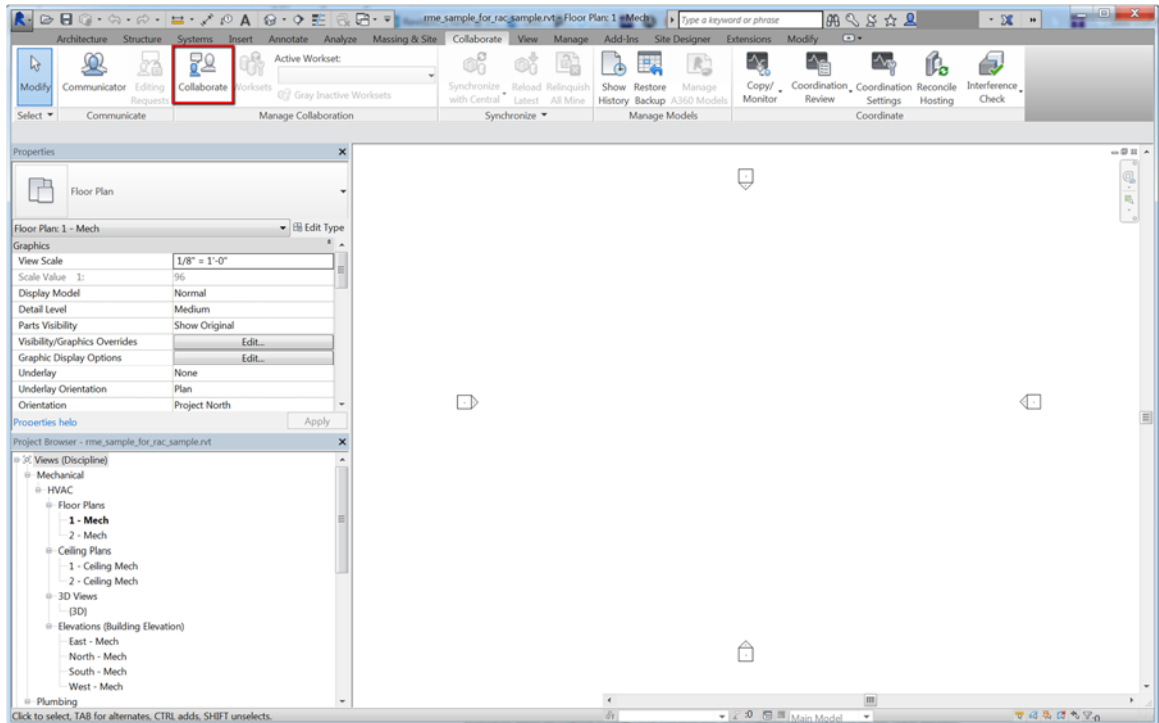 rme_sample_for_rac_sample.rvt - Floor Plan: 1 - Mech
Type a keyword or phrase
Architecture Structure Systems Insert Annotate Analyze Massing & Site Collaborate View Manage Add-Ins Site Designer Extensions Modify
Modify
Communicator
Editing Requests
Collaborate
Worksets
Active Workset:
Gray Inactive Worksets
Synchronize with Central
Reload Latest
Relinquish All Mine
Show History
Restore Backup
Manage A360 Models
Copy/ Monitor
Coordination Review
Coordination Settings
Reconcile Hosting
Interference Check
Select Communicate Manage Collaboration Synchronize Manage Models Coordinate
Properties
Floor Plan
Floor Plan: 1 - Mech Edit Type
Graphics
View Scale 1/8" = 1'-0"
Scale Value 1: 96
Display Model Normal
Detail Level Medium
Parts Visibility Show Original
Visibility/Graphics Overrides Edit...
Graphic Display Options Edit...
Underlay None
Underlay Orientation Plan
Orientation Project North
Properties help Apply
Project Browser - rme_sample_for_rac_sample.rvt
Views (Discipline)
Mechanical
HVAC
Floor Plans
1 - Mech
2 - Mech
Ceiling Plans
1 - Ceiling Mech
2 - Ceiling Mech
3D Views
{3D}
Elevations (Building Elevation)
East - Mech
North - Mech
South - Mech
West - Mech
Plumbing
Click to select, TAB for alternates, CTRL adds, SHIFT unselects.
:0 Main Model :0